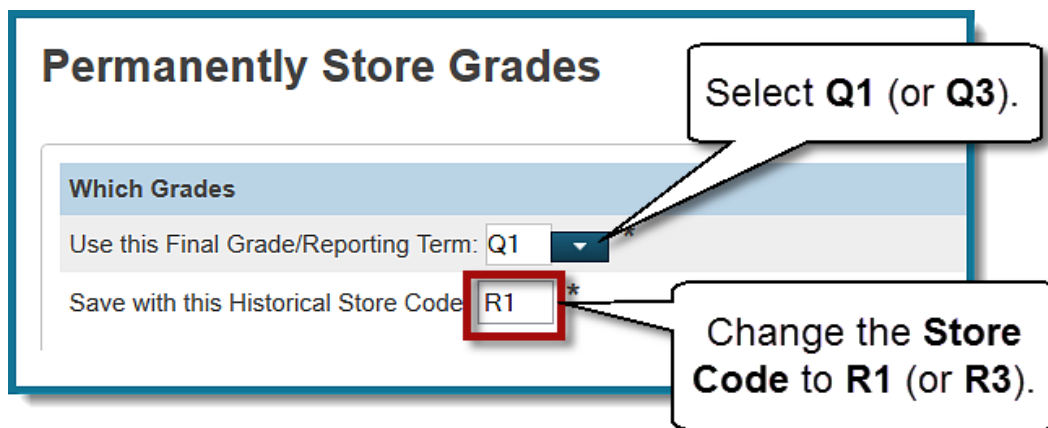 Permanently Store Grades
Select Q1 (or Q3).
Which Grades
Use this Final Grade/Reporting Term: Q1 *
Save with this Historical Store Code R1 *
Change the Store
Code to R1 (or R3).